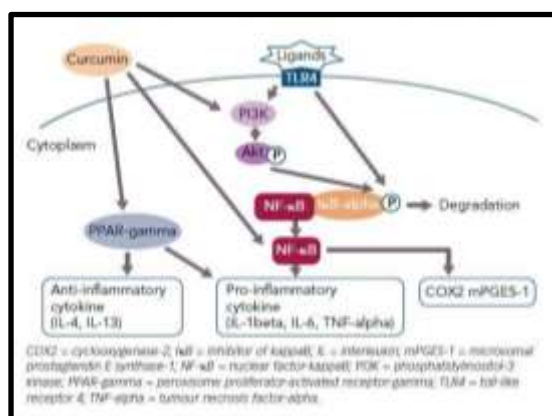 Curcumin
Ligands
TLR4
PI3K
Akt P
Cytoplasm
NF-κB IκB-alpha P Degradation
PPAR-gamma
NF-κB
Anti-inflammatory
cytokine
(IL-4, IL-13)
Pro-inflammatory
cytokine
(IL-1beta, IL-6, TNF-alpha)
COX2 mPGES-1
COX2 = cyclooxygenase-2; IκB = inhibitor of kappaB; IL = interleukin; mPGES-1 = microsomal
prostaglandin E synthase-1; NF-κB = nuclear factor-kappaB; PI3K = phosphatidylinositol-3
kinase; PPAR-gamma = peroxisome proliferator-activated receptor-gamma; TLR4 = toll-like
receptor 4; TNF-alpha = tumour necrosis factor-alpha.